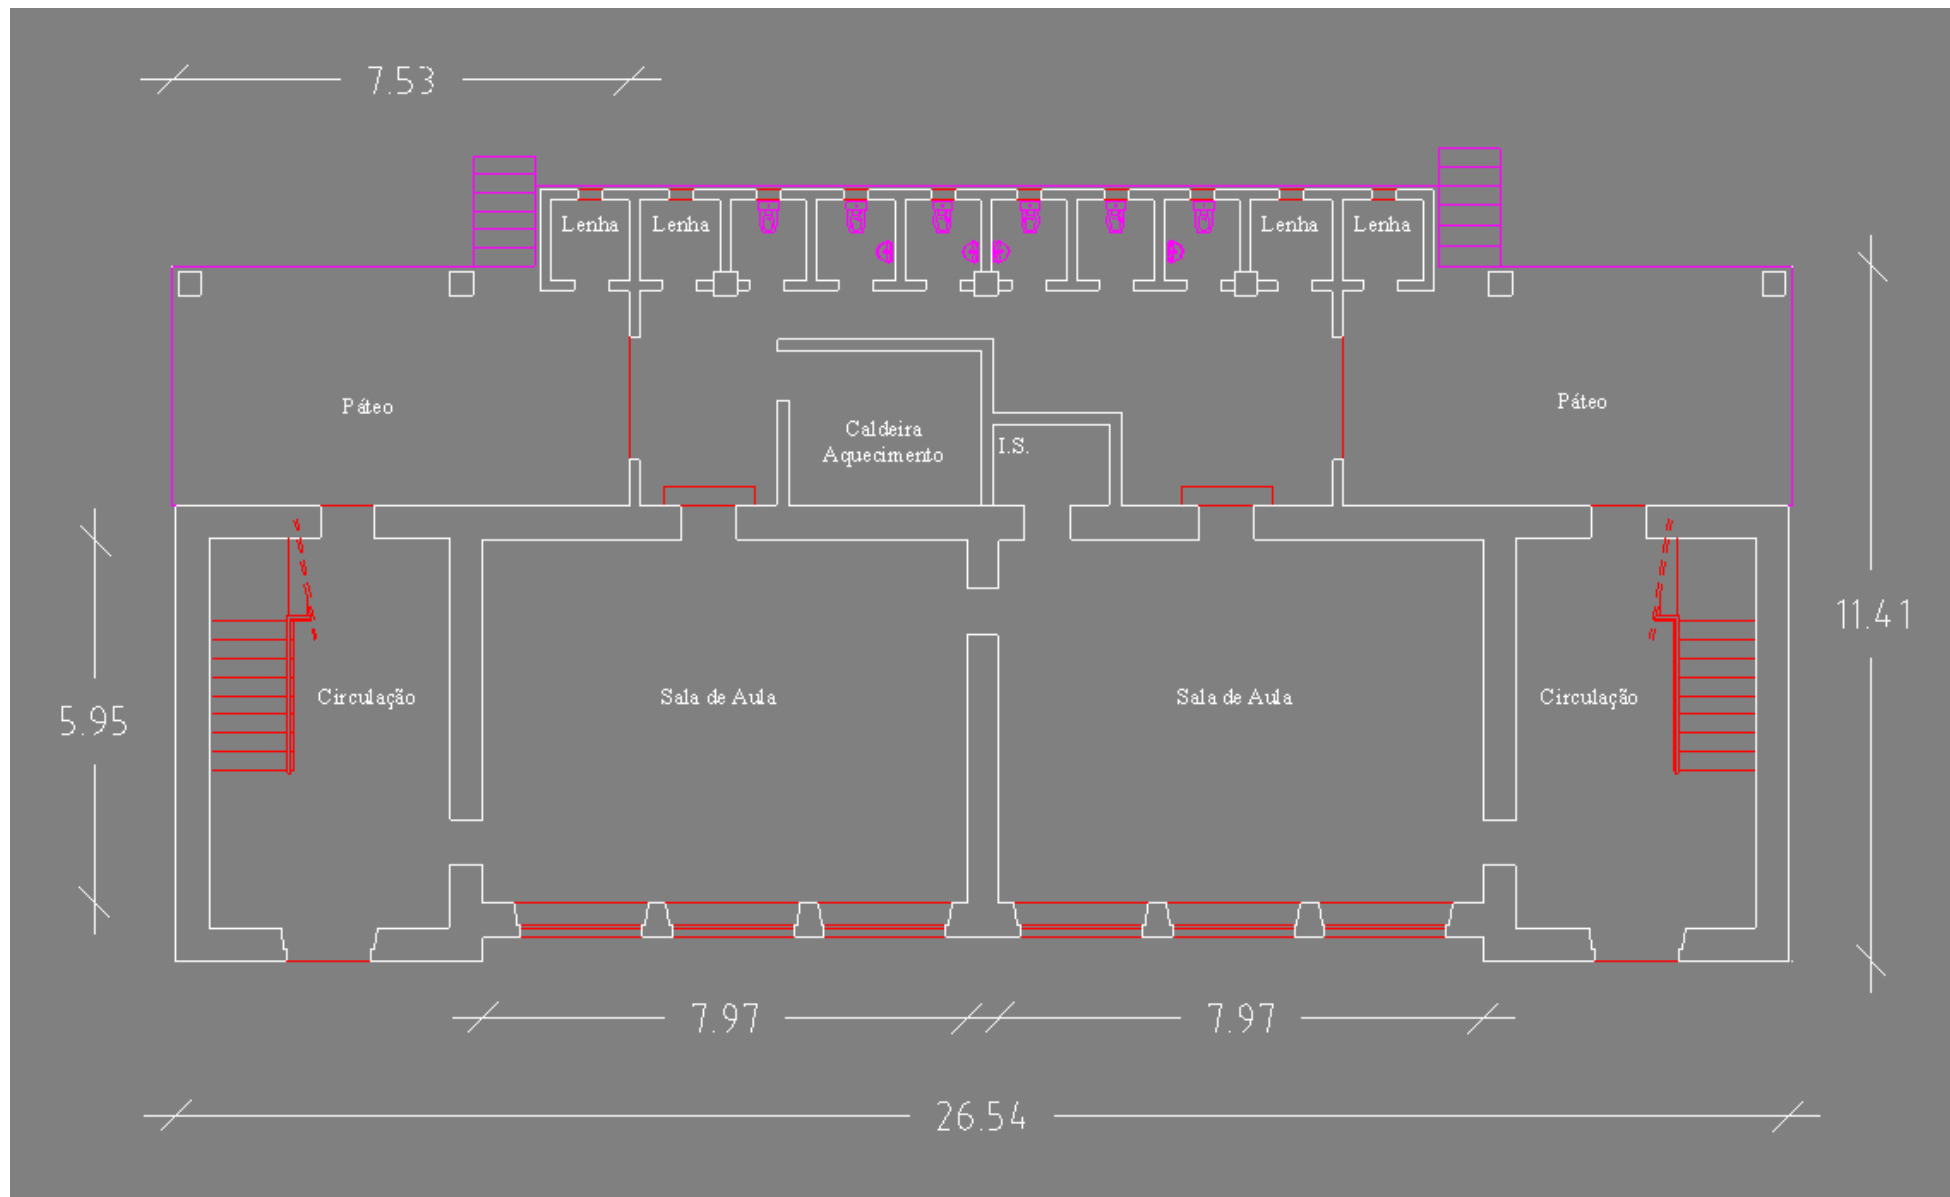 7.53
Lenha
Lenha
Lenha
Lenha
Páteo
Páteo
Caldeira
Aquecimento
I.S.
11.41
5.95
Circulação
Sala de Aula
Sala de Aula
Circulação
7.97
7.97
26.54